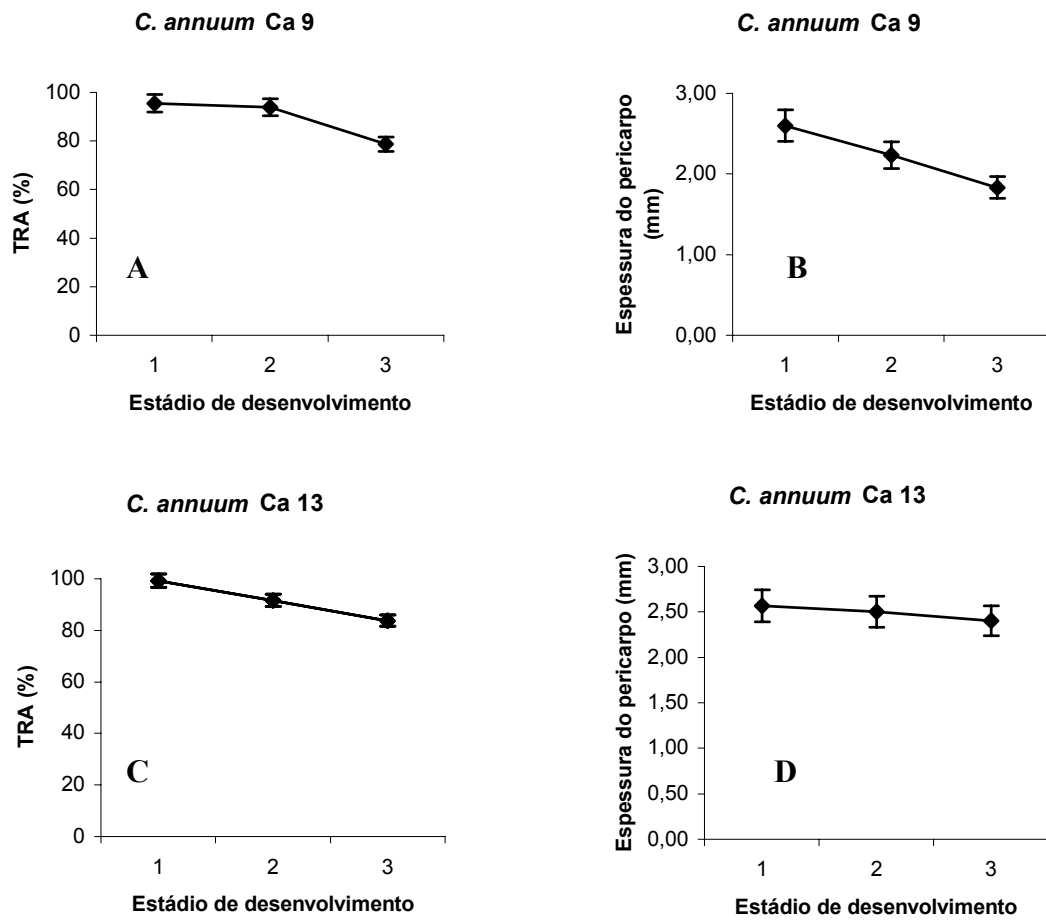 C. annuum Ca 9
TRA (%)
100
80
60
40
20
0
A
1 2 3
Estádio de desenvolvimento
C. annuum Ca 9
Espessura do pericarpo
(mm)
3,00
2,00
1,00
0,00
B
1 2 3
Estádio de desenvolvimento
C. annuum Ca 13
TRA (%)
100
80
60
40
20
0
C
1 2 3
Estádio de desenvolvimento
C. annuum Ca 13
Espessura do pericarpo (mm)
3,00
2,50
2,00
1,50
1,00
0,50
0,00
D
1 2 3
Estádio de desenvolvimento